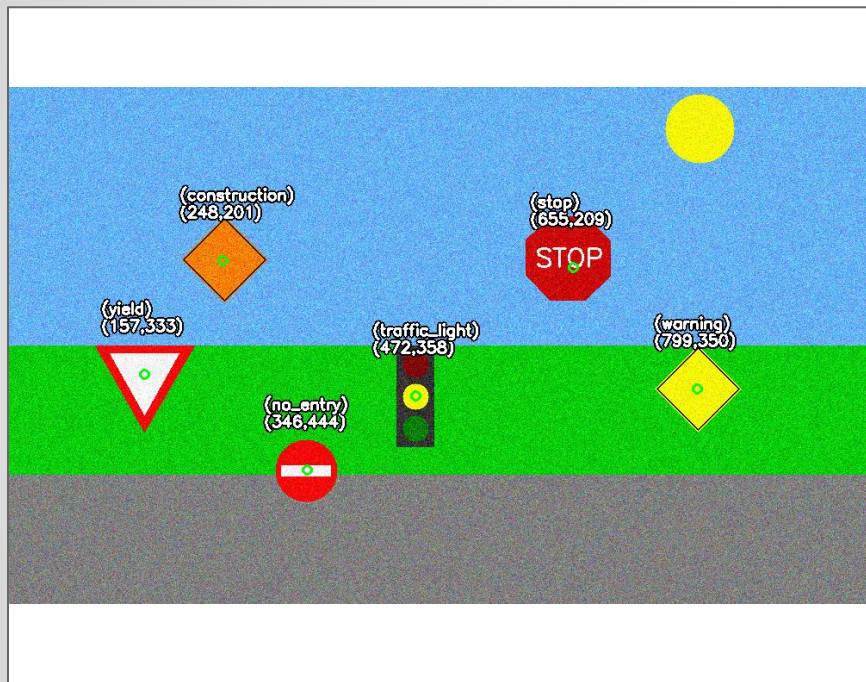 (construction)
(248,201)
(stop)
(655,209)
STOP
(yield)
(157,333)
(traffic_light)
(472,358)
(warning)
(799,350)
(no_entry)
(346,444)